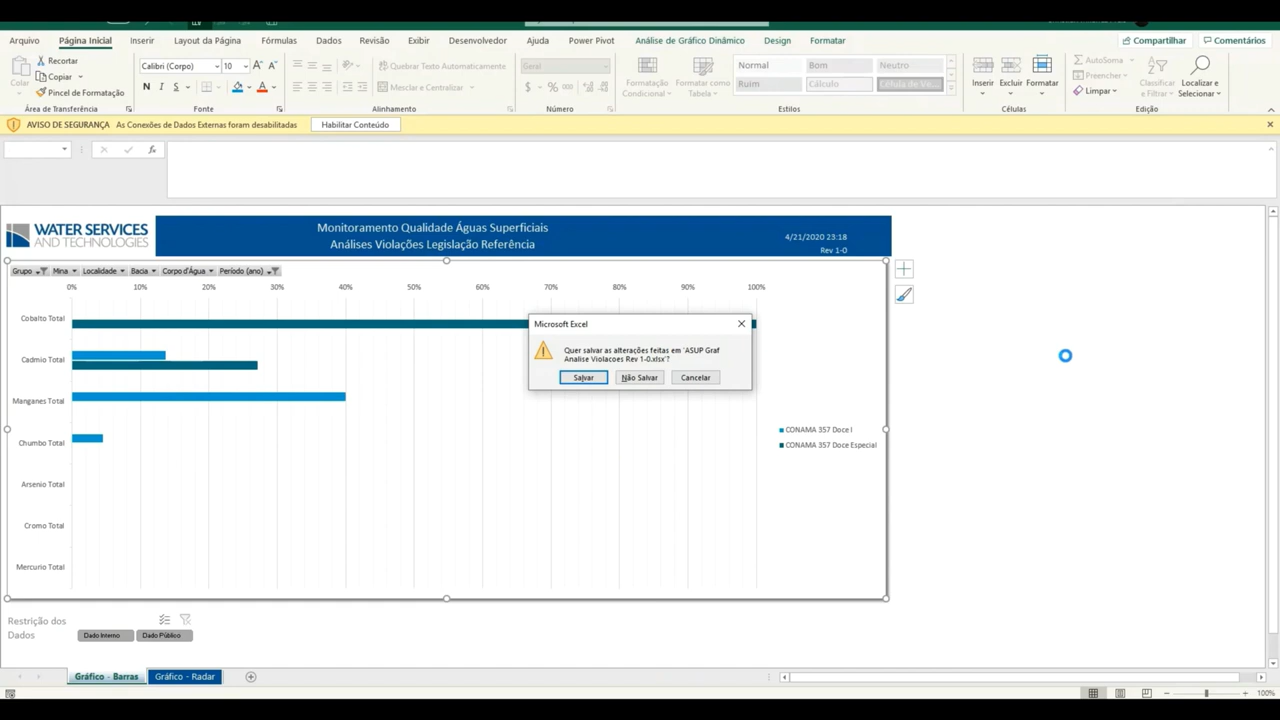 Arquivo Página Inicial Inserir Layout da Página Fórmulas Dados Revisão Exibir Desenvolvedor Ajuda Power Pivot Análise de Gráfico Dinâmico Design Formatar Compartilhar Comentários
Colar
Recortar
Copiar
Pincel de Formatação
Área de Transferência
Calibri (Corpo) 10
N I S
Fonte
Quebrar Texto Automaticamente
Mesclar e Centralizar
Alinhamento
Geral
$ % 000
Número
Formatação Condicional
Formatar como Tabela
Normal Bom Neutro
Ruim Cálculo Célula de Ve...
Estilos
Inserir Excluir Formatar
Células
AutoSoma
Preencher
Limpar
Classificar e Filtrar
Localizar e Selecionar
Edição
AVISO DE SEGURANÇA As Conexões de Dados Externas foram desabilitadas Habilitar Conteúdo
fx
WATER SERVICES
AND TECHNOLOGIES
Monitoramento Qualidade Águas Superficiais
Análises Violações Legislação Referência
4/21/2020 23:18
Rev 1-0
Grupo Mina Localidade Bacia Corpo d'Água Período (ano)
0% 10% 20% 30% 40% 50% 60% 70% 80% 90% 100%
Cobalto Total
Cadmio Total
Manganes Total
Chumbo Total
Arsenio Total
Cromo Total
Mercurio Total
CONAMA 357 Doce I
CONAMA 357 Doce Especial
Microsoft Excel
Quer salvar as alterações feitas em 'ASUP Graf
Analise Violacoes Rev 1-0.xlsx'?
Salvar Não Salvar Cancelar
Restrição dos
Dados
Dado Interno Dado Público
Gráfico - Barras Gráfico - Radar
100%